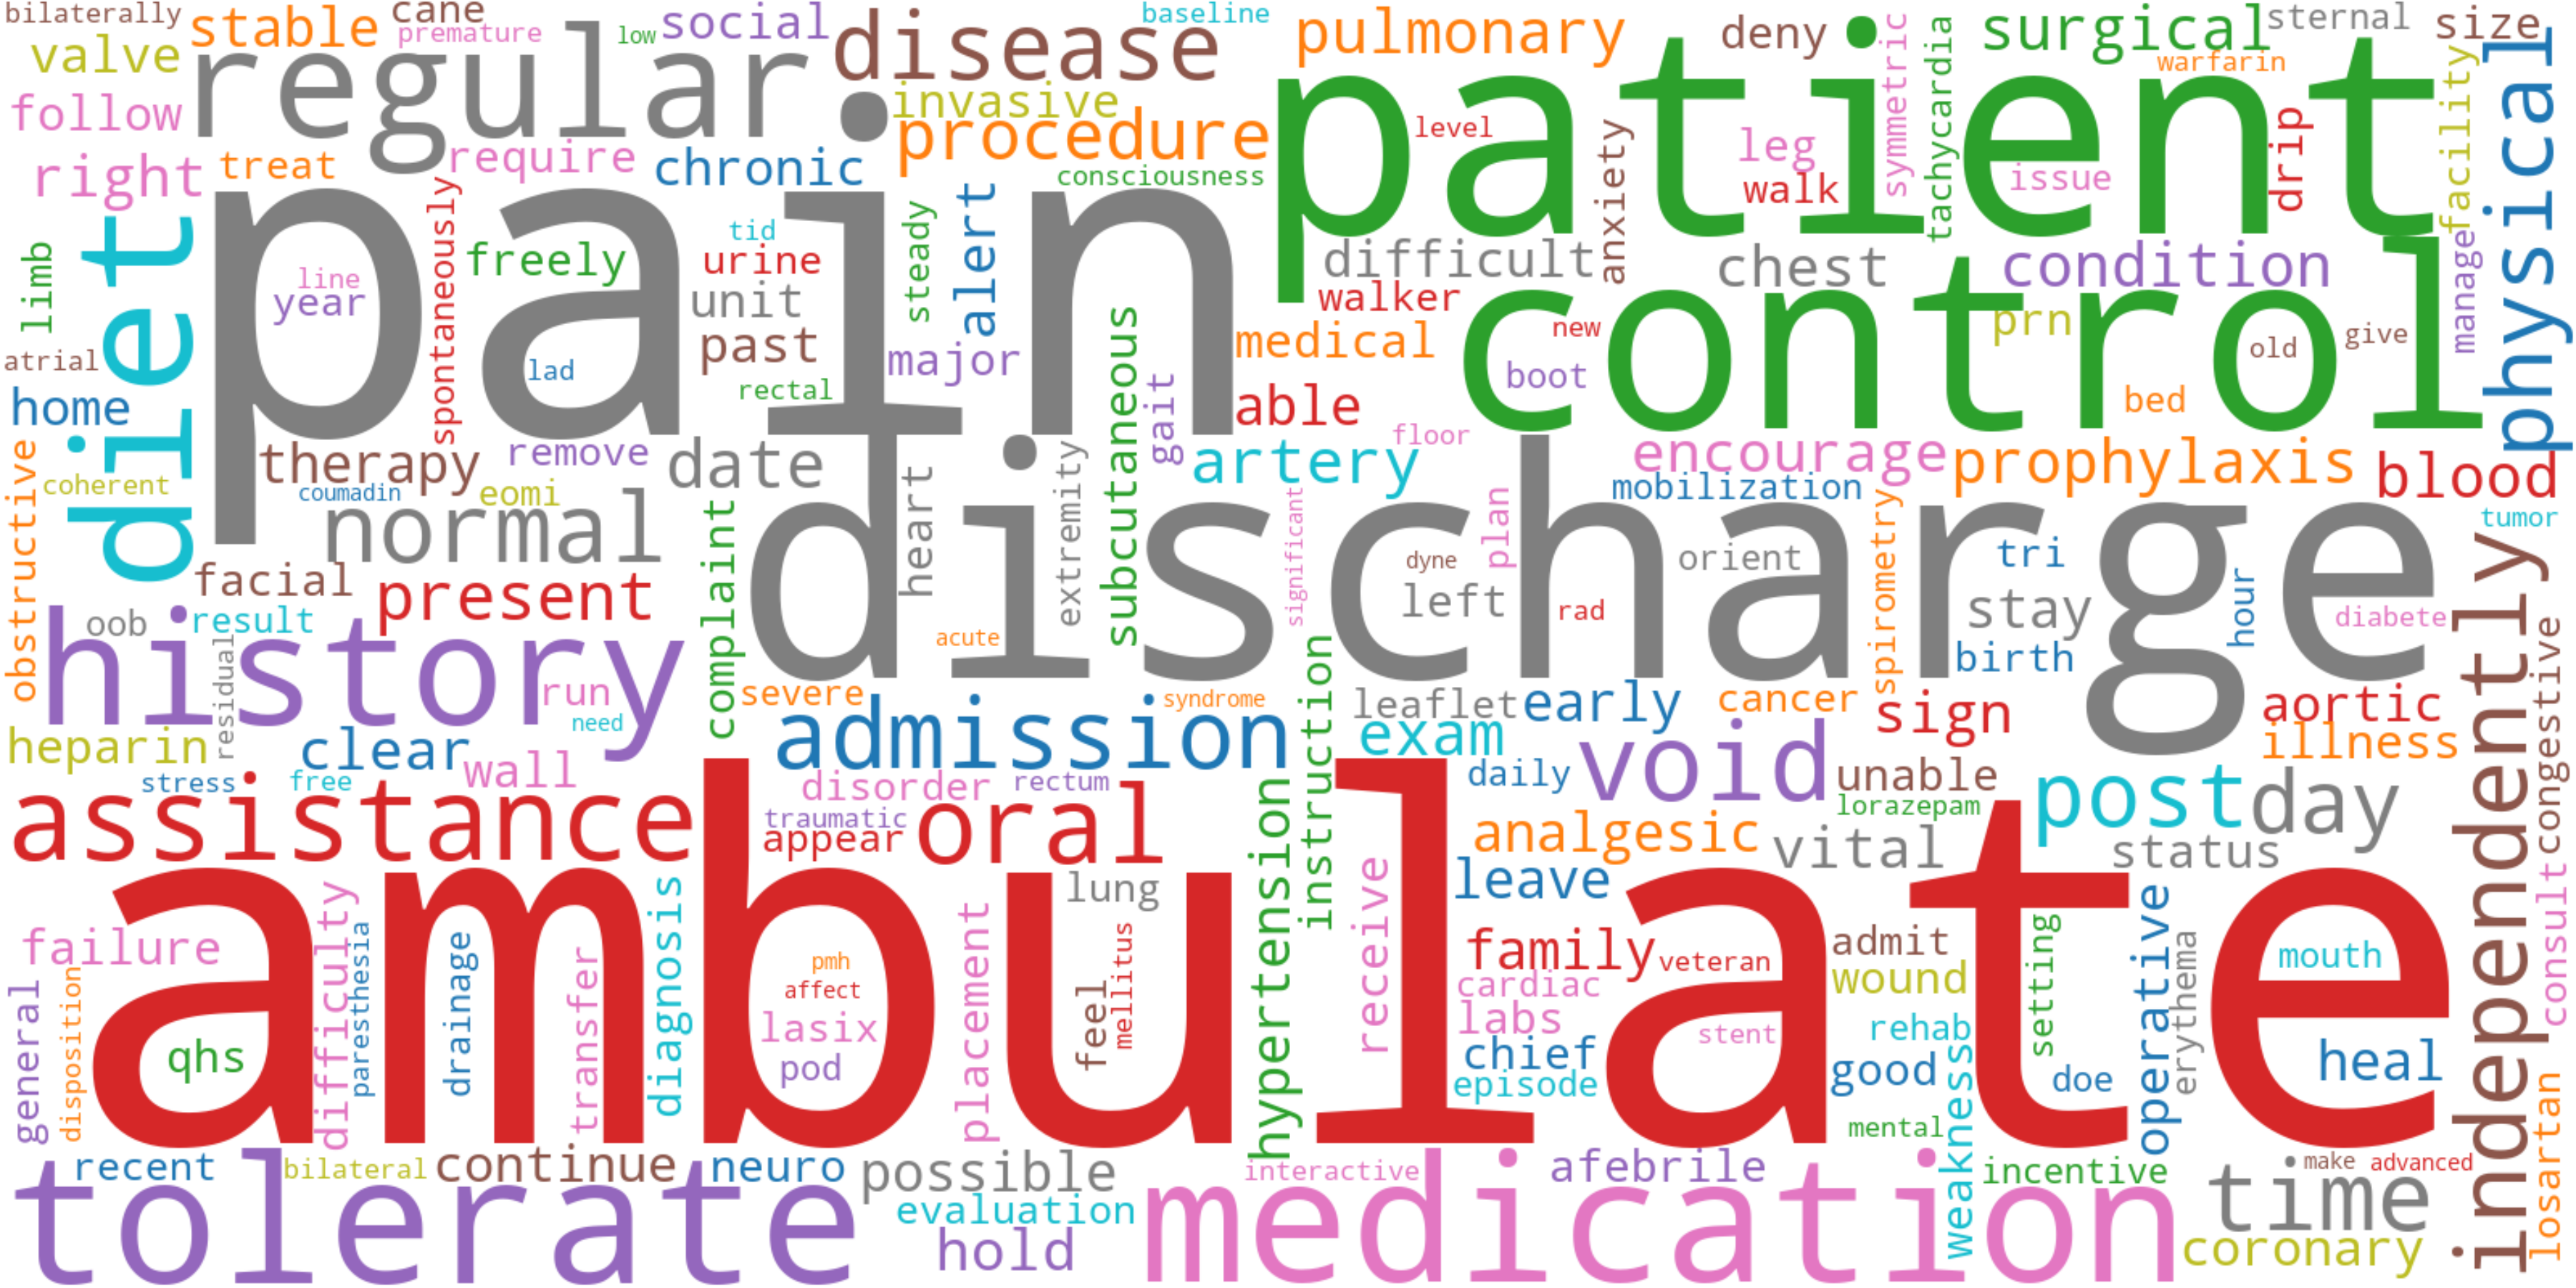 bilaterally
cane
baseline
stable
premature
low
social
disease
pulmonary
deny
surgical
sternal
size
valve
regular
symmetric
tachycardia
warfarin
physical
follow
invasive
procedure
patient
level
anxiety
leg
walk
issue
drip
facility
right
treat
require
chronic
consciousness
diet
pain
spontaneously
freely
tid
urine
steady
alert
difficult
chest
condition
manage
limb
line
year
unit
walker
control
prn
new
old
give
atrial
lad
past
major
subcutaneous
medical
boot
home
rectal
gait
able
bed
obstructive
therapy
remove
date
artery
floor
encourage
prophylaxis
blood
coherent
coumadin
eomi
normal
heart
extremity
discharge
significant
plan
mobilization
spirometry
tumor
facial
present
complaint
dyne
left
orient
rad
tri
stay
hour
diabete
independently
congestive
oob
result
history
residual
acute
birth
run
need
severe
syndrome
instruction
leaflet
early
cancer
sign
aortic
heparin
clear
admission
exam
void
illness
stress
free
wall
disorder
rectum
daily
unable
post
day
assistance
traumatic
appear
oral
hypertension
lorazepam
analgesic
vital
status
ambulate
lung
receive
leave
consult
failure
difficulty
paresthesia
drainage
transfer
diagnosis
pmh
affect
lasix
pod
placement
feel
mellitus
family
veteran
admit
setting
operative
erythema
mouth
general
disposition
qhs
cardiac
labs
chief
episode
stent
wound
rehab
good
weakness
doe
heal
losartan
mental
recent
bilateral
continue
neuro
possible
interactive
afebrile
incentive
make
advanced
tolerate
evaluation
hold
medication
time
coronary